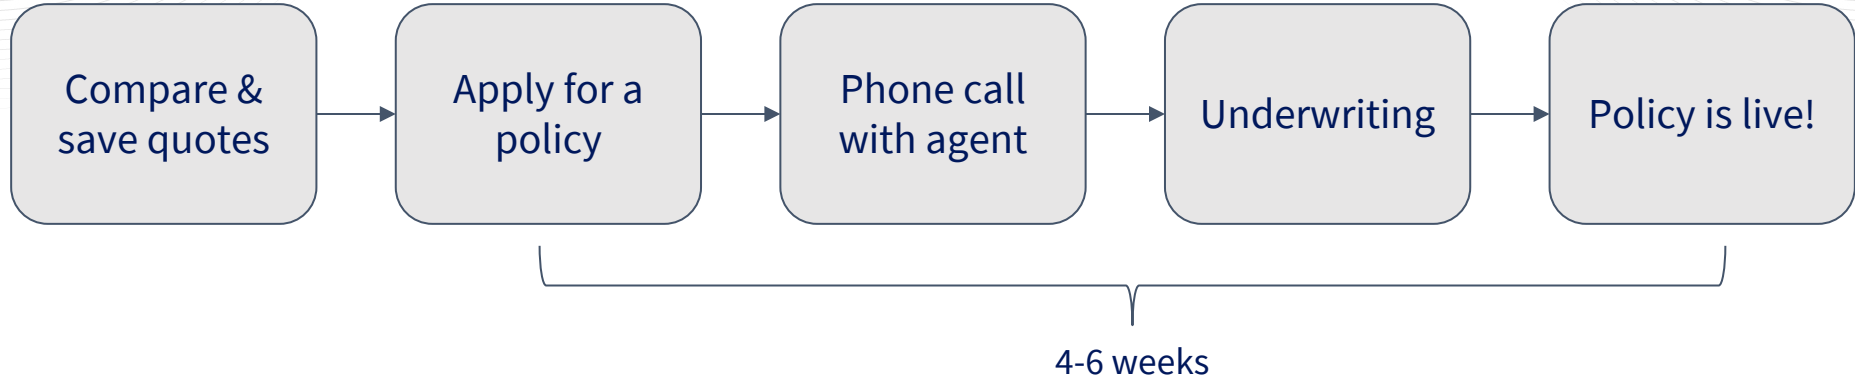 Compare &
save quotes
Apply for a
policy
Phone call
with agent
Underwriting
Policy is live!
4-6 weeks